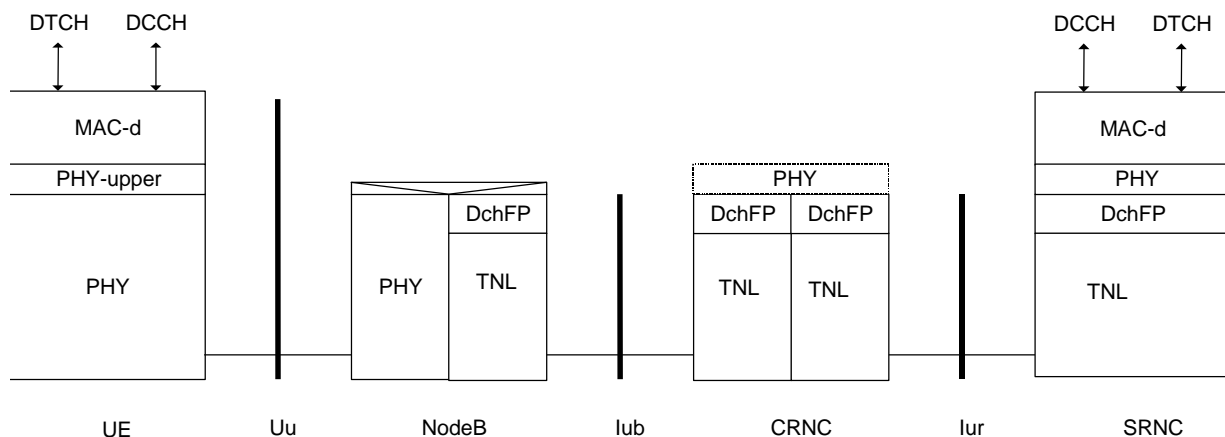 DTCH DCCH
DCCH DTCH
MAC-d
MAC-d
PHY-upper
PHY
PHY
DchFP
DchFP DchFP
DchFP
PHY
PHY
TNL
TNL
TNL
TNL
UE
Uu
NodeB
Iub
CRNC
Iur
SRNC